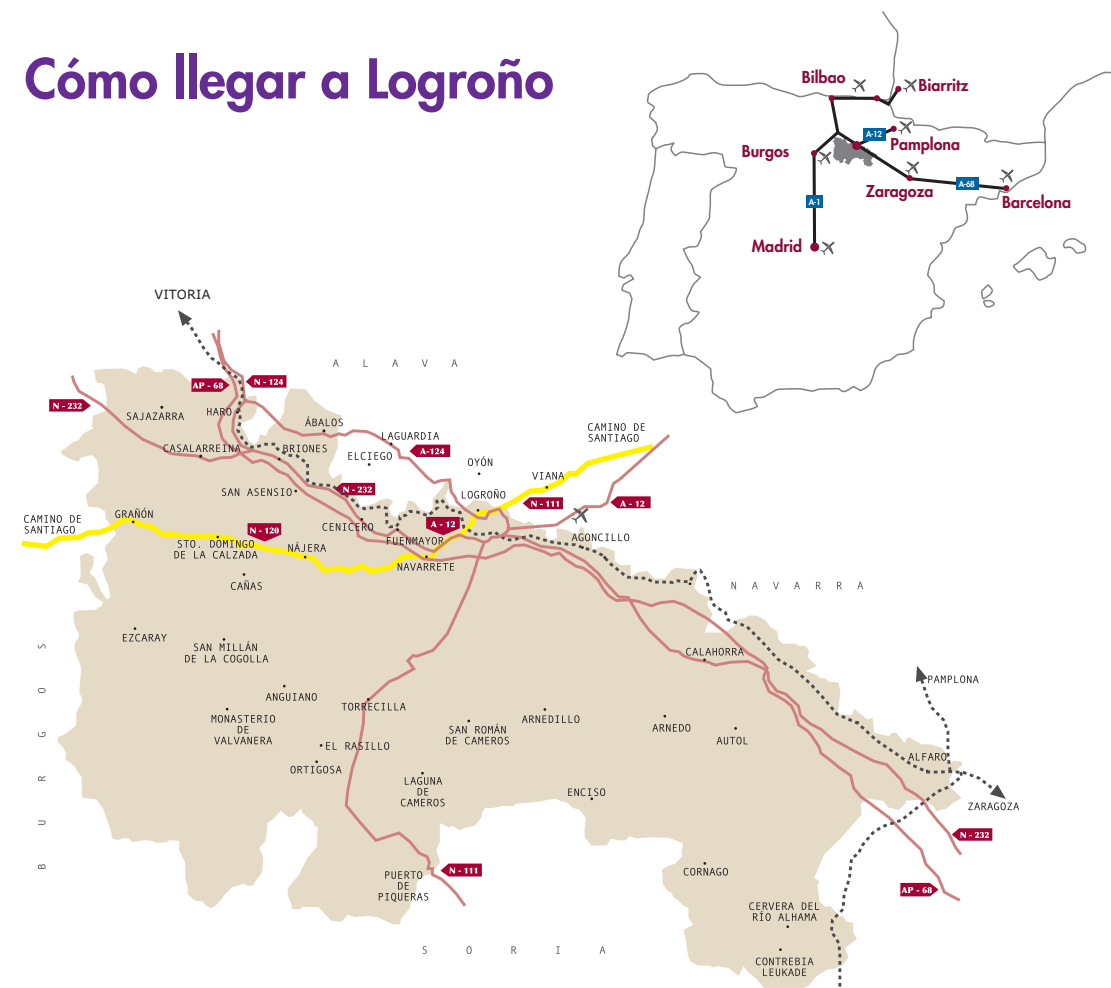 Cómo llegar a Logroño
Bilbao
Biarritz
A-12
Pamplona
Burgos
Zaragoza
A-68
Barcelona
A-1
Madrid
VITORIA
A L A V A
AP - 68
N - 124
N - 232
SAJAZARRA
HARO
ÁBALOS
CAMINO DE
SANTIAGO
LAGUARDIA
CASALARREINA
BRIONES
ELCIEGO
A-124
OYÓN
VIANA
SAN ASENSIO
N - 232
LOGROÑO
N - 111
A - 12
GRAÑÓN
CAMINO DE
SANTIAGO
N - 120
CENICERO
A - 12
STO. DOMINGO
DE LA CALZADA
NÁJERA
FUENMAYOR
AGONCILLO
NAVARRETE
CAÑAS
N A V A R R A
EZCARAY
SAN MILLÁN
DE LA COGOLLA
CALAHORRA
PAMPLONA
ANGUIANO
TORRECILLA
MONASTERIO
DE
VALVANERA
SAN ROMÁN
DE CAMEROS
ARNEDILLO
ARNEDO
AUTOL
EL RASILLO
ORTIGOSA
ALFARO
LAGUNA
DE
CAMEROS
ENCISO
ZARAGOZA
B U R G O S
N - 232
N - 111
PUERTO
DE
PIQUERAS
CORNAGO
AP - 68
CERVERA DEL
RÍO ALHAMA
S O R I A
CONTREBIA
LEUKADE